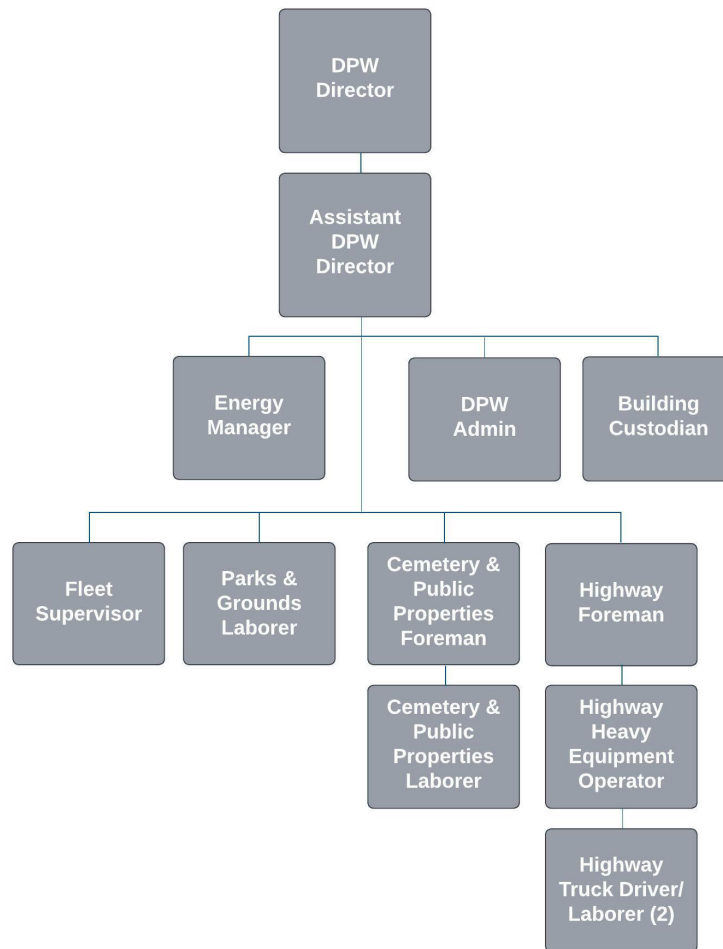 DPW
Director
Assistant
DPW
Director
Energy
Manager
DPW
Admin
Building
Custodian
Fleet
Supervisor
Parks &
Grounds
Laborer
Cemetery &
Public
Properties
Foreman
Highway
Foreman
Cemetery &
Public
Properties
Laborer
Highway
Heavy
Equipment
Operator
Highway
Truck Driver/
Laborer (2)